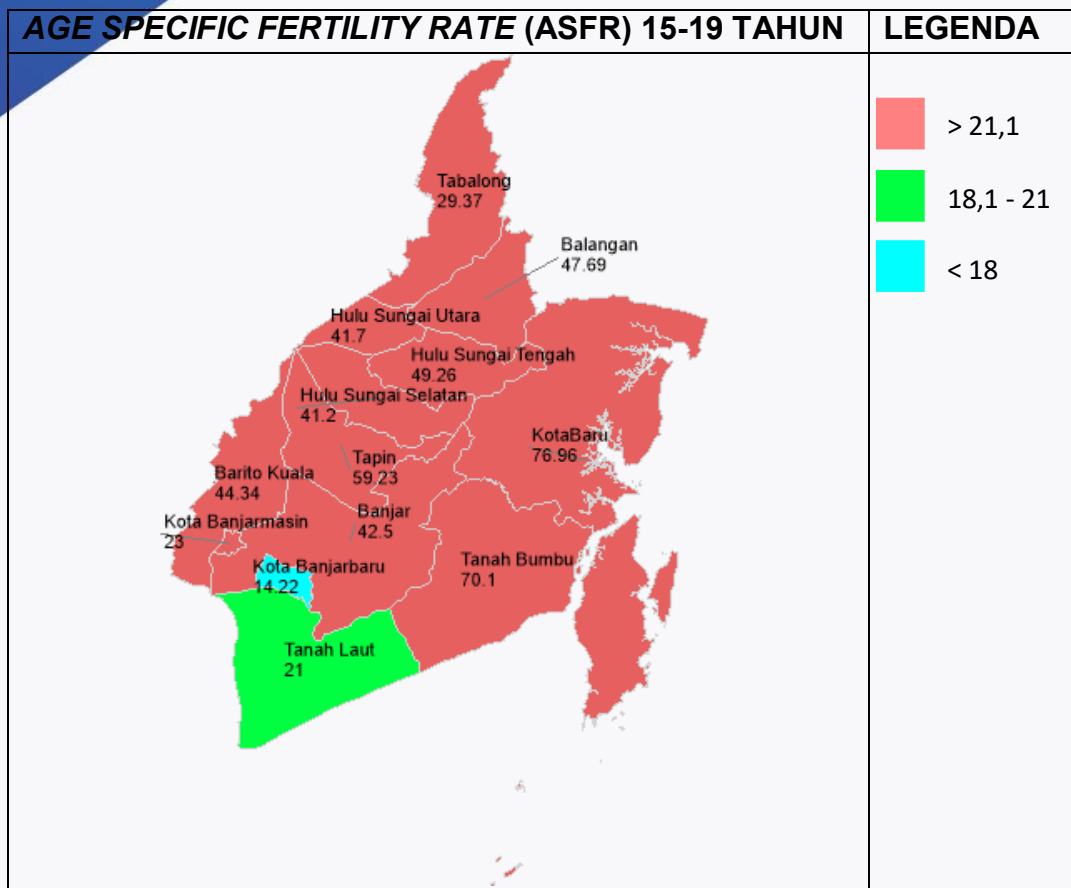 AGE SPECIFIC FERTILITY RATE (ASFR) 15-19 TAHUN
LEGENDA
> 21,1
18,1 - 21
< 18
Tabalong
29.37
Balangan
47.69
Hulu Sungai Utara
41.7
Hulu Sungai Tengah
49.26
Hulu Sungai Selatan
41.2
KotaBaru
76.96
Tapin
59.23
Barito Kuala
44.34
Banjar
42.5
Kota Banjarmasin
23
Tanah Bumbu
70.1
Kota Banjarbaru
14.22
Tanah Laut
21